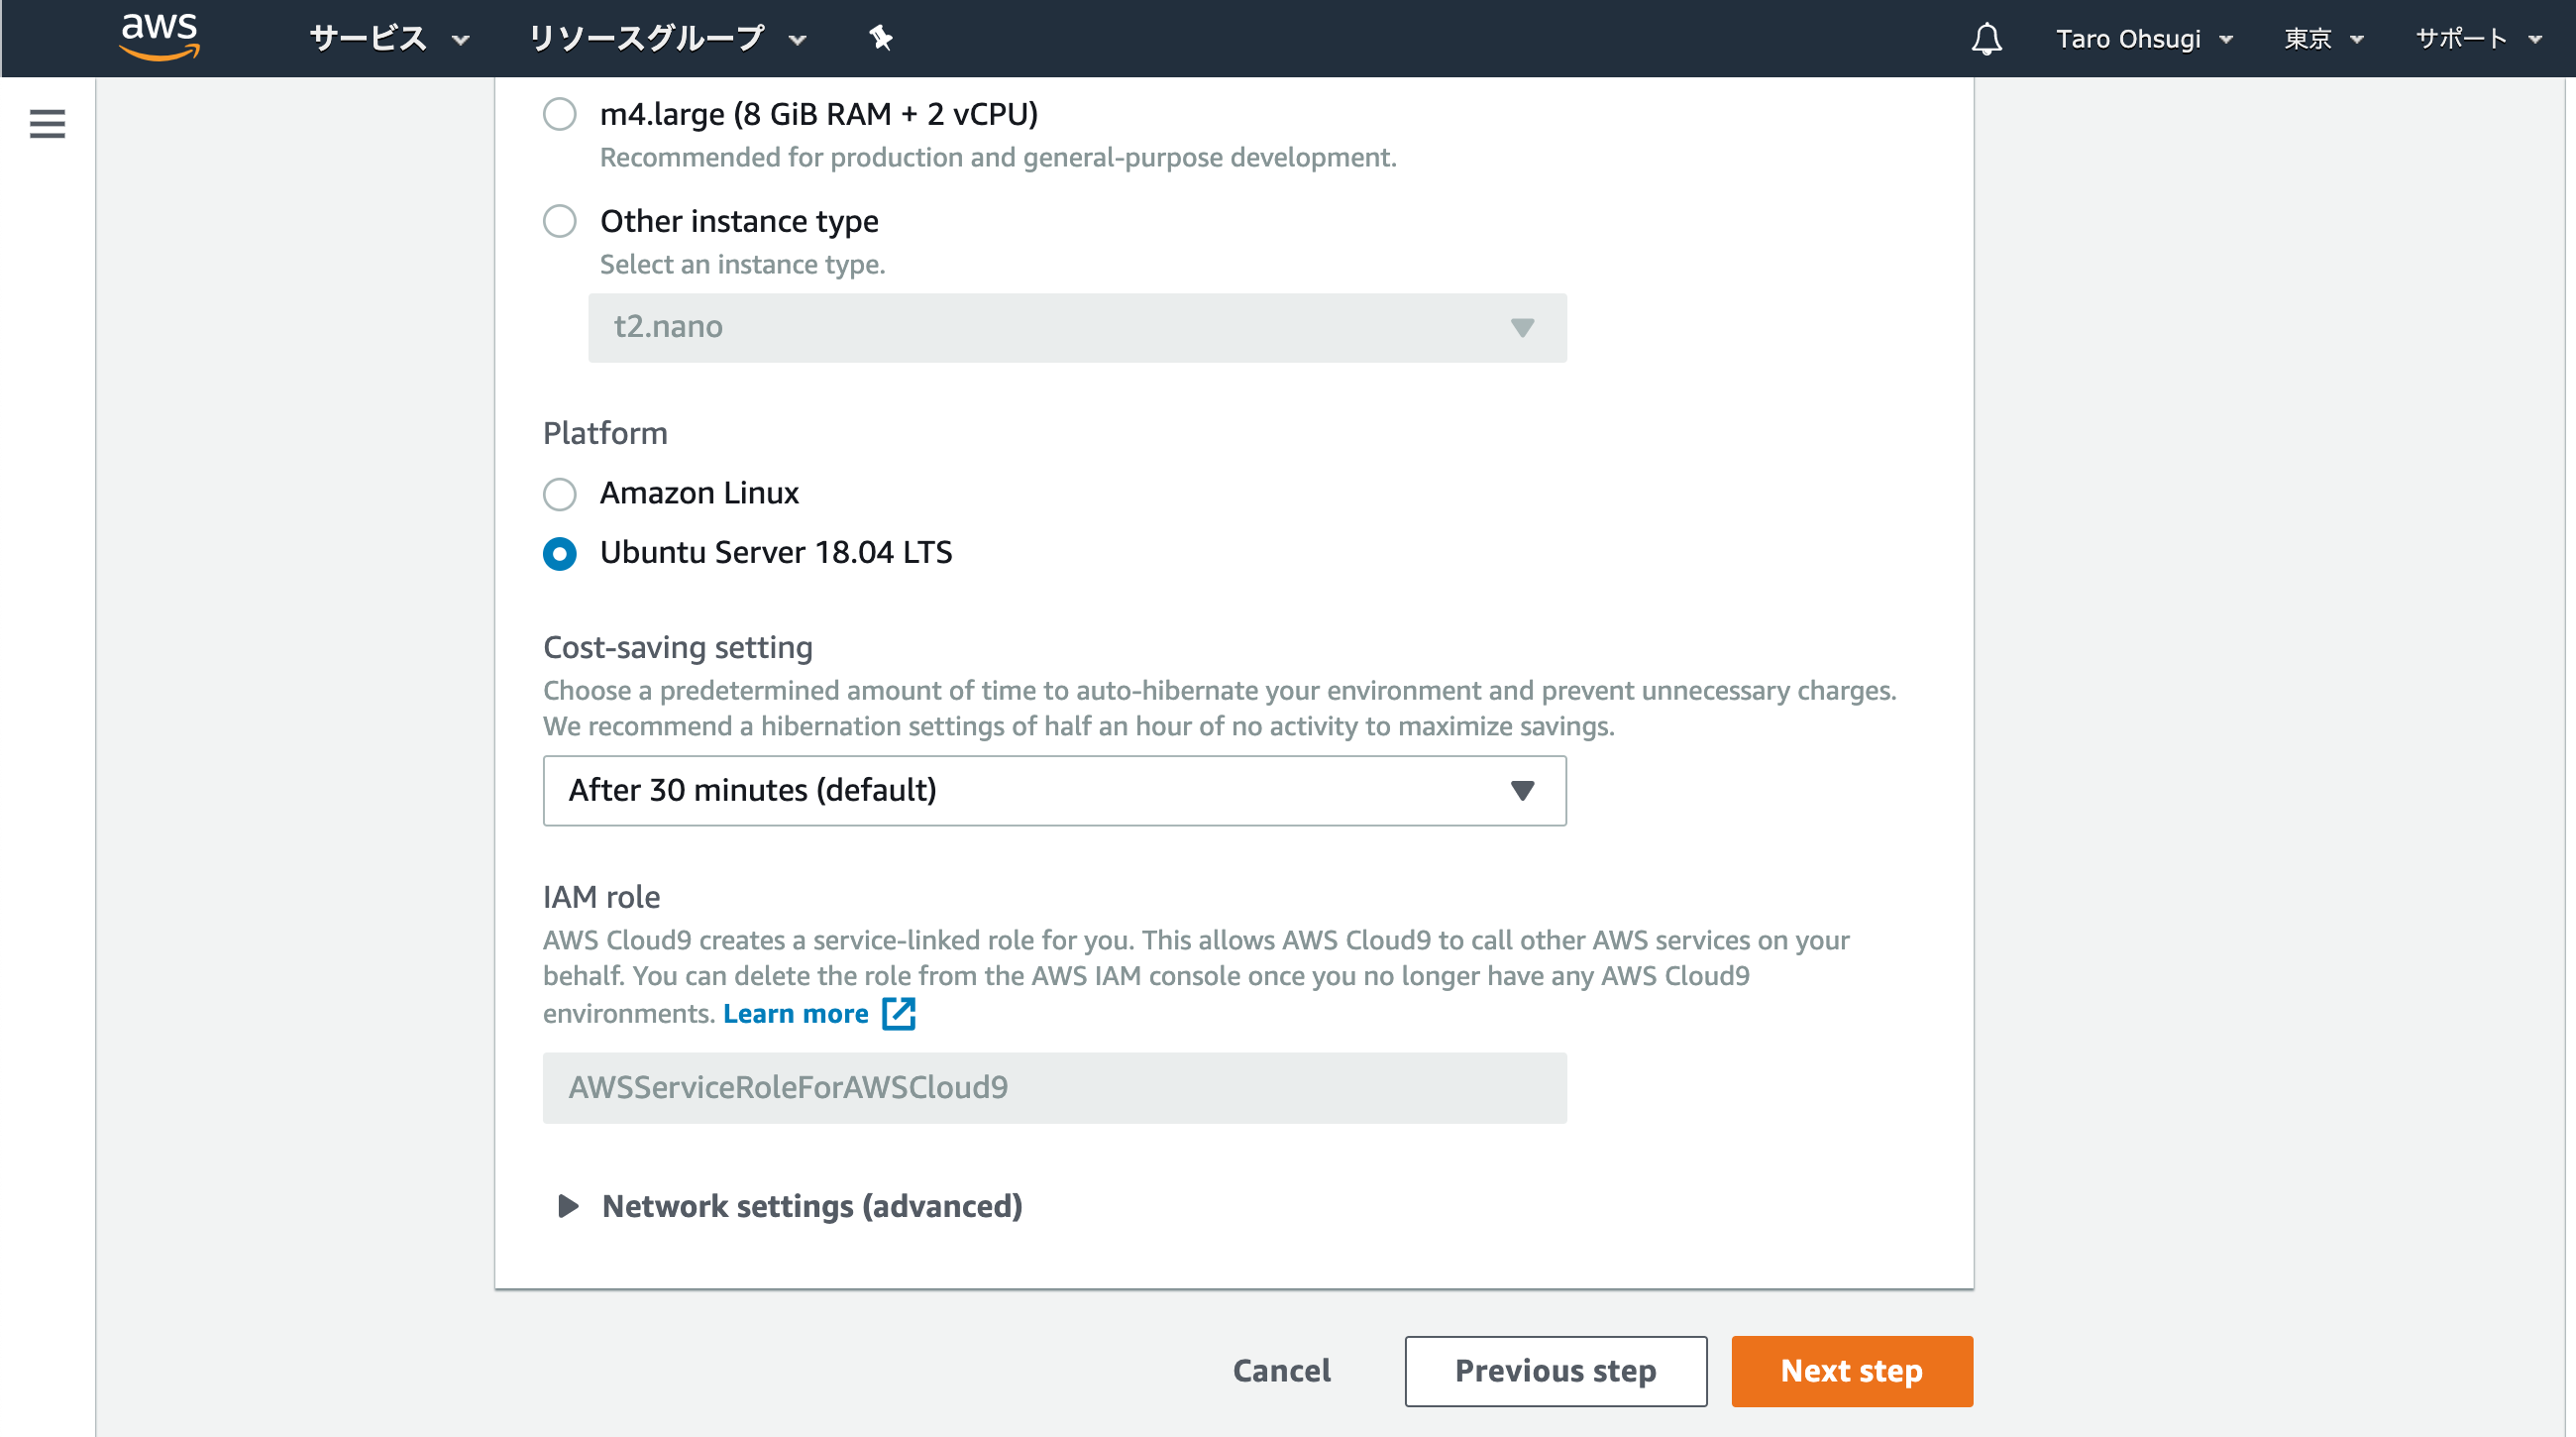 aws サービス リソースグループ Taro Ohsugi 東京 サポート
m4.large (8 GiB RAM + 2 vCPU)
Recommended for production and general-purpose development.
Other instance type
Select an instance type.
t2.nano
Platform
Amazon Linux
Ubuntu Server 18.04 LTS
Cost-saving setting
Choose a predetermined amount of time to auto-hibernate your environment and prevent unnecessary charges.
We recommend a hibernation settings of half an hour of no activity to maximize savings.
After 30 minutes (default)
IAM role
AWS Cloud9 creates a service-linked role for you. This allows AWS Cloud9 to call other AWS services on your
behalf. You can delete the role from the AWS IAM console once you no longer have any AWS Cloud9
environments. Learn more
AWSServiceRoleForAWSCloud9
Network settings (advanced)
Cancel Previous step Next step